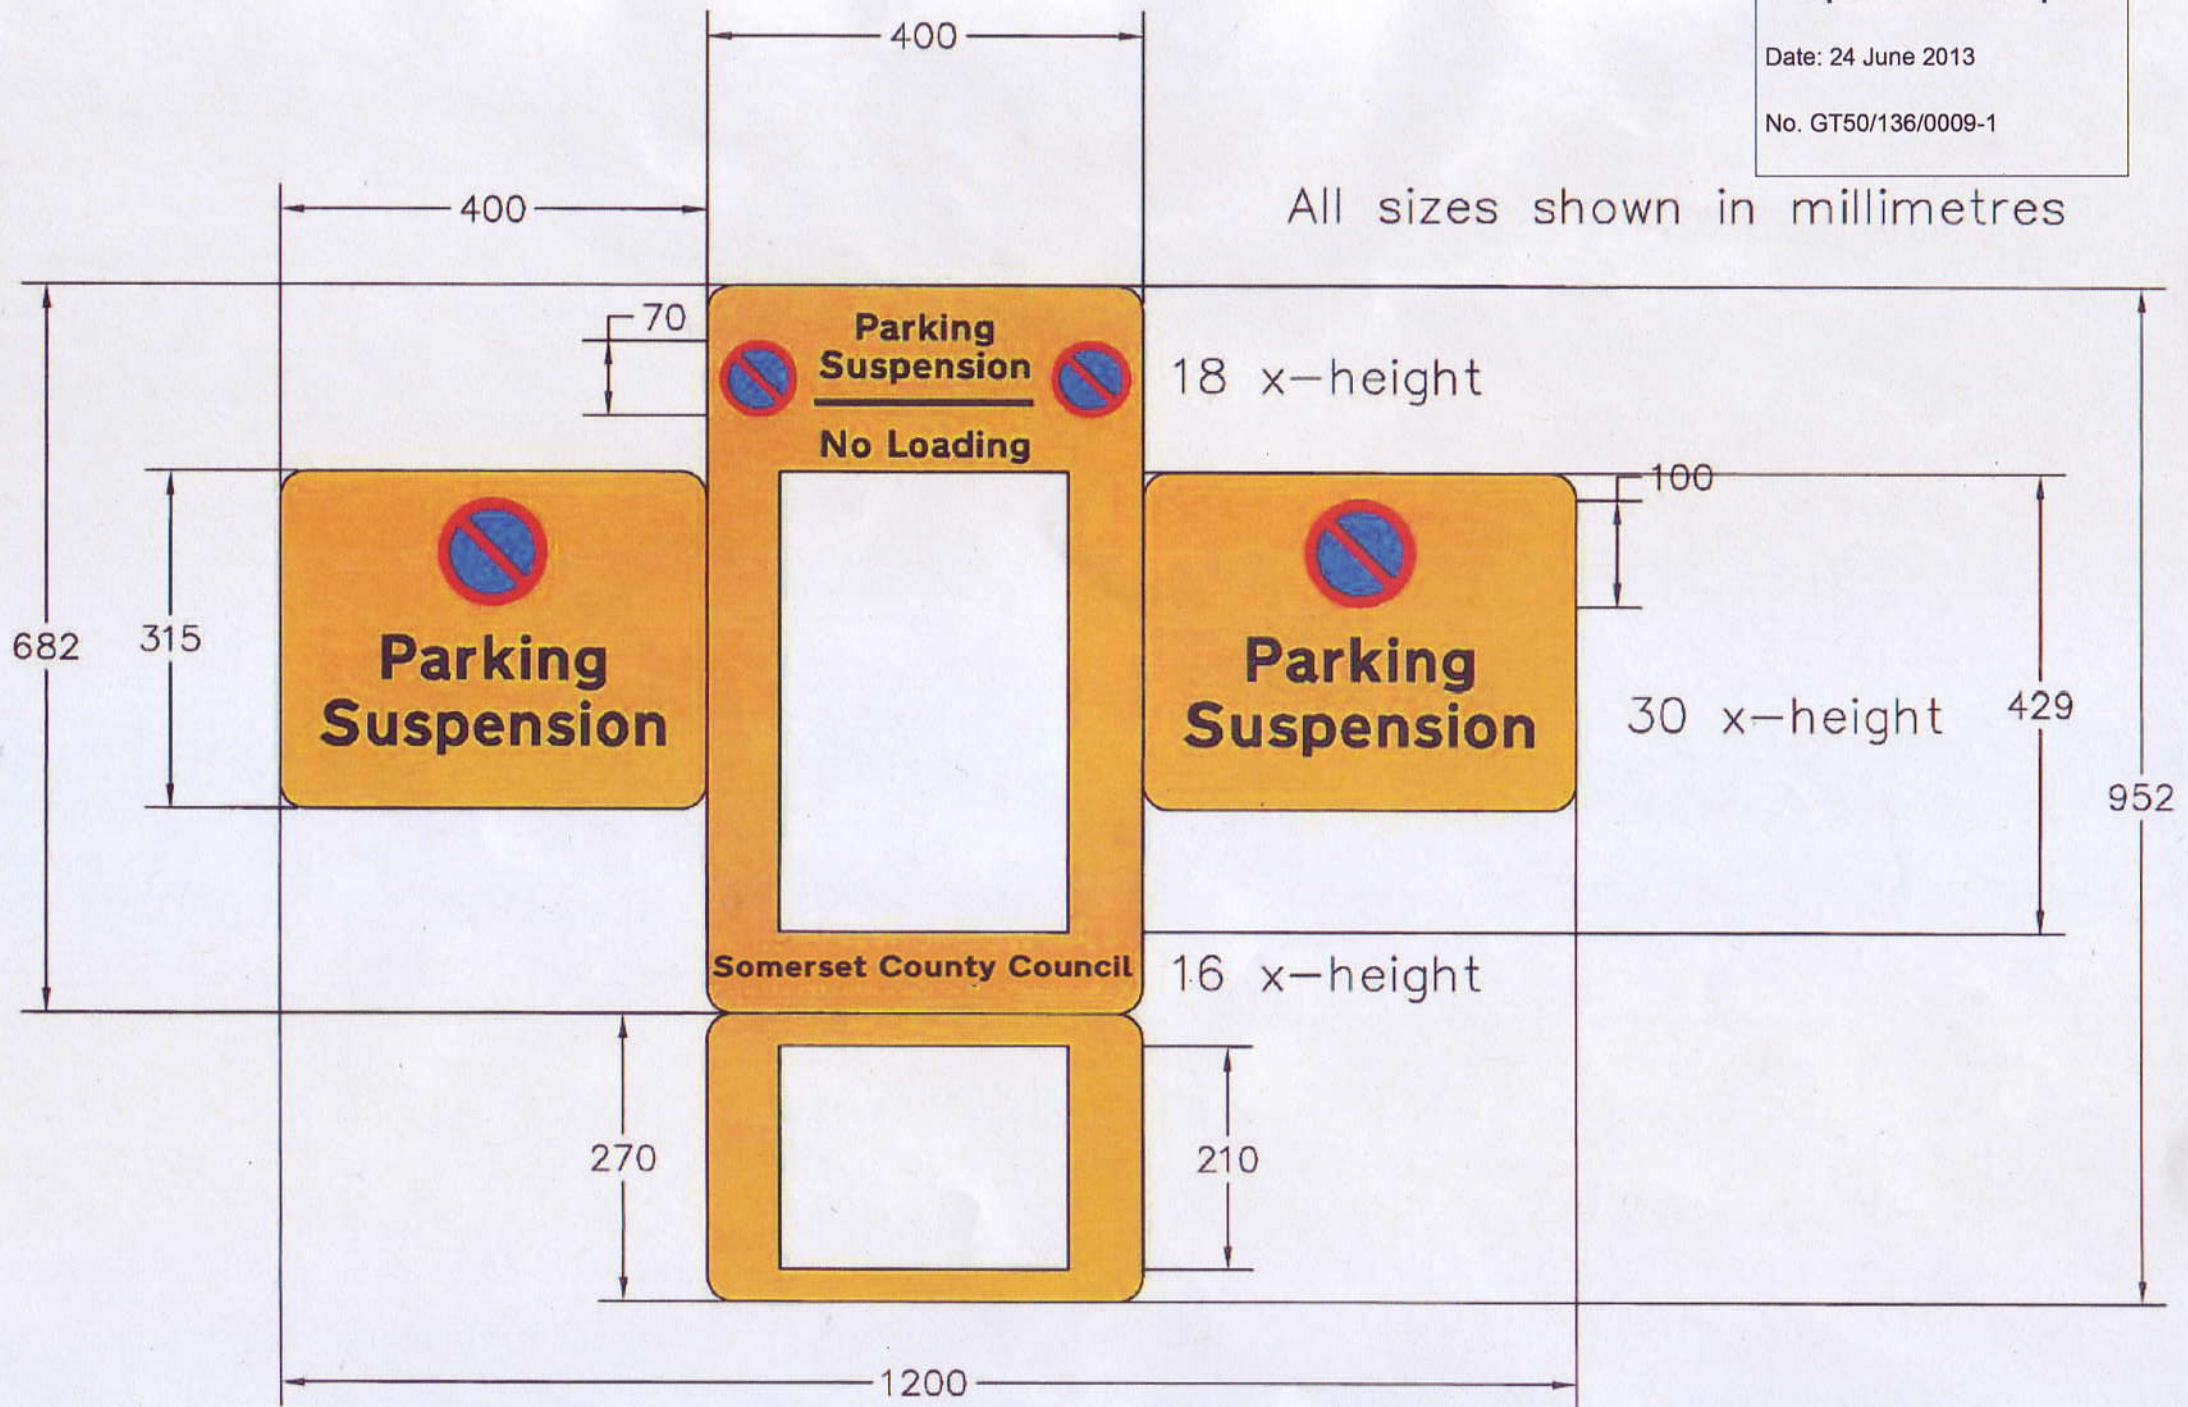 400
Date: 24 June 2013
No. GT50/136/0009-1
400
All sizes shown in millimetres
70
Parking
Suspension
No Loading
18 x-height
100
682
315
Parking
Suspension
Parking
Suspension
30 x-height
429
952
Somerset County Council
16 x-height
270
210
1200